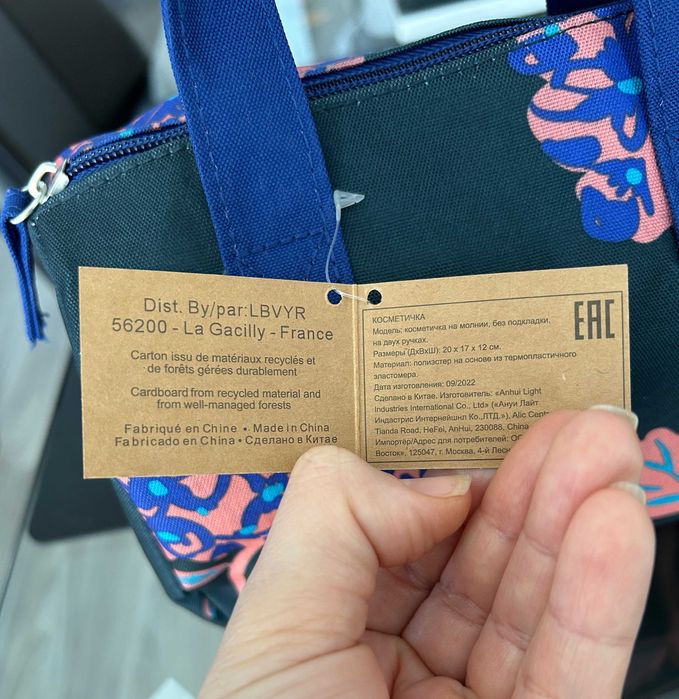 Dist. By/par:LBVYR
56200 - La Gacilly - France
Carton issu de matériaux recyclés et
de forêts gérées durablement
Cardboard from recycled material and
from well-managed forests
Fabriqué en Chine • Made in China
Fabricado en China • Сделано в Китае
EAC
КОСМЕТИЧКА
Модель: косметичка на молнии, без подкладки,
на двух ручках.
Размеры (ДхВхШ): 20 х 17 х 12 см.
Материал: полиэстер на основе из термопластичного
эластомера.
Дата изготовления: 09/2022
Сделано в Китае. Изготовитель: «Anhui Light
Industries International Co., Ltd» («Ануи Лайт
Индастрис Интернейшнл Ко.,ЛТД.»), Alic
Tianda Road, HeFei, AnHui, 230088, China
Импортёр/Адрес для потребителей:
Восток», 125047, г. Москва, 4-й